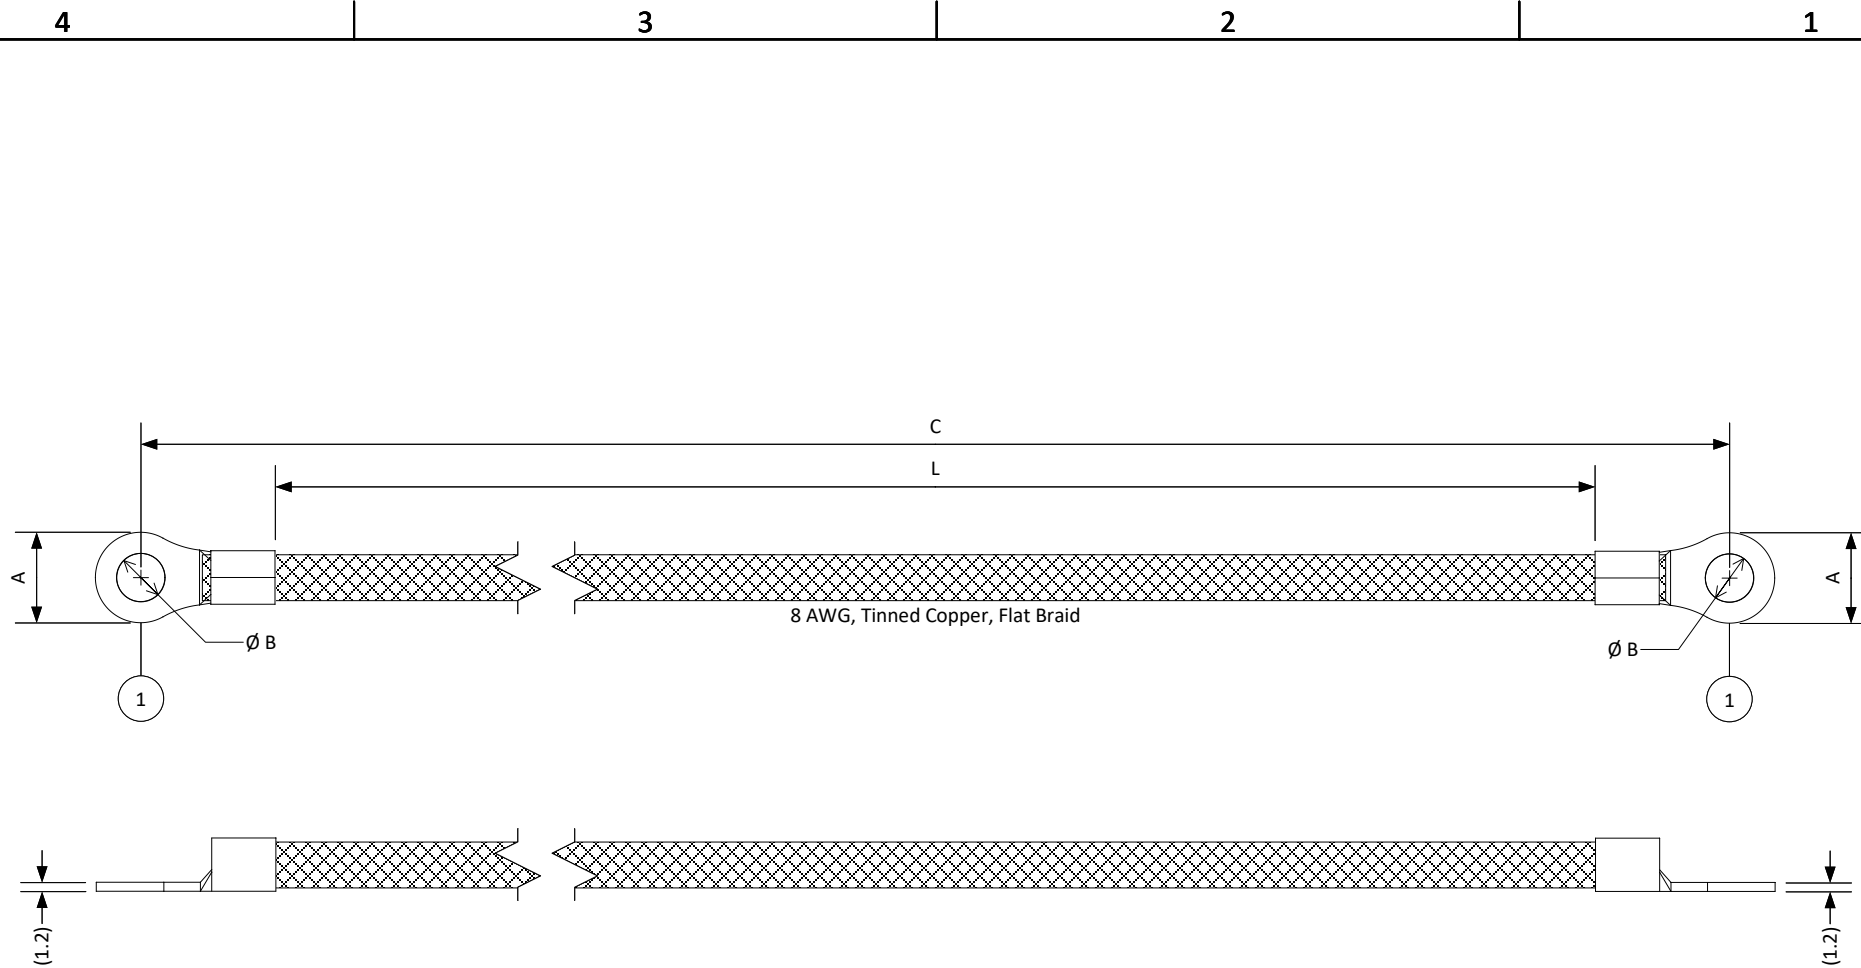 4 3 2 1
C
L
A
A
8 AWG, Tinned Copper, Flat Braid
Ø B
Ø B
1
1
(1.2)
(1.2)